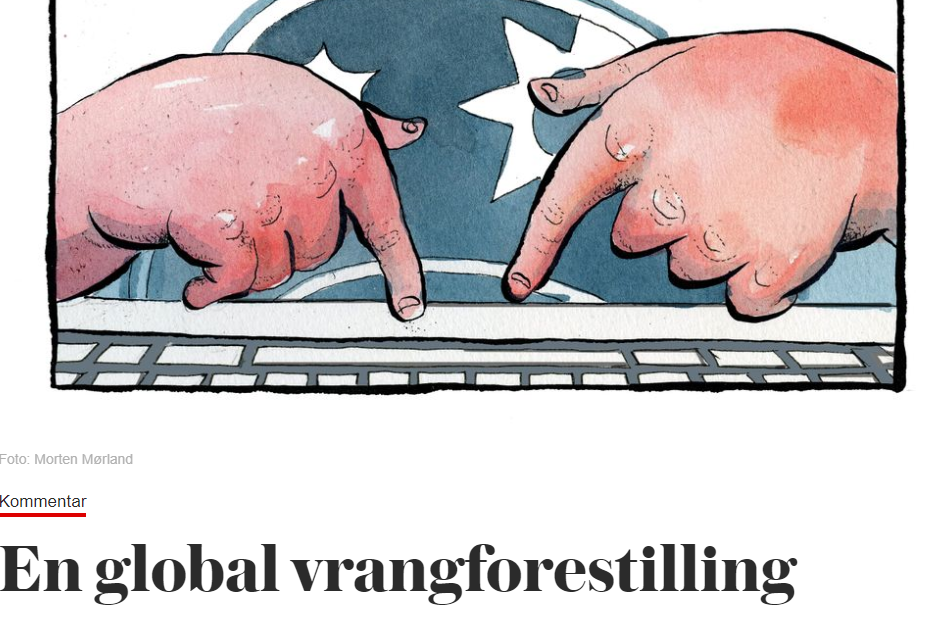 Foto: Morten Mørland
Kommentar
En global vrangforestilling